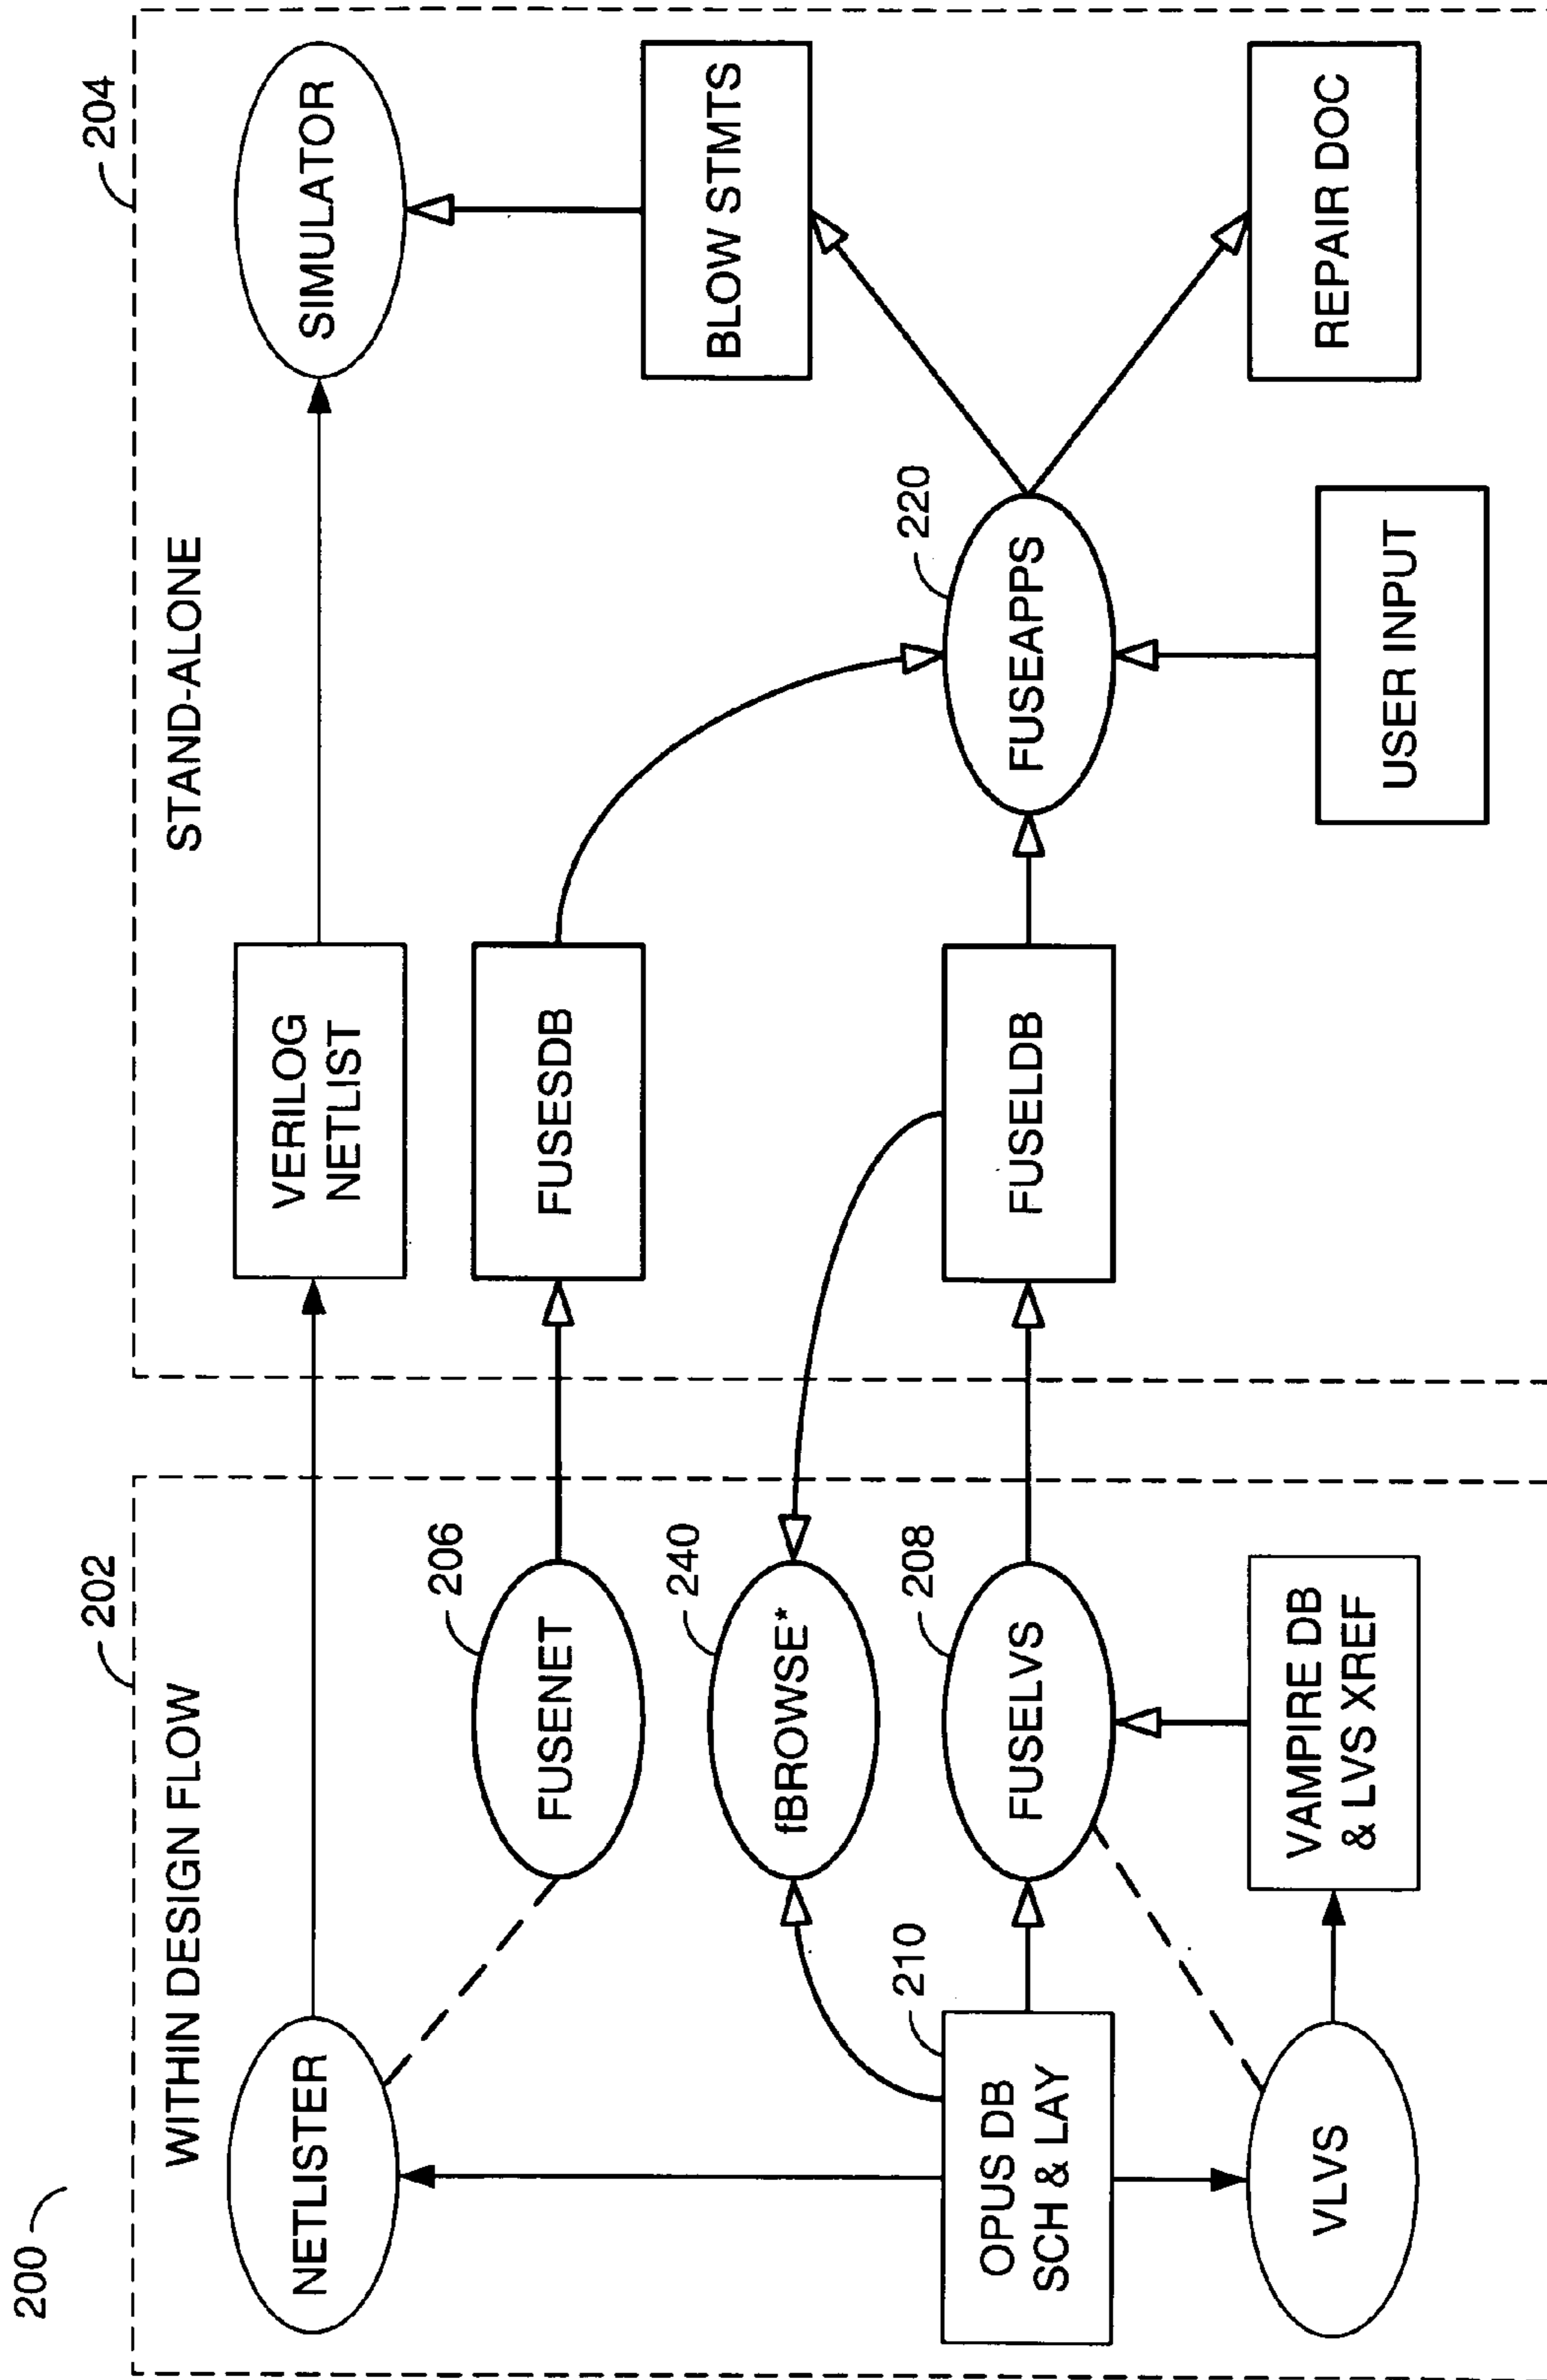 200
202
204
WITHIN DESIGN FLOW
STAND-ALONE
NETLISTER
VERILOG
NETLIST
SIMULATOR
206
FUSENET
FUSESDB
BLOW STMTS
240
fBROWSE*
210
OPUS DB
SCH & LAY
208
FUSELVS
FUSELDB
220
FUSEAPPS
VLVS
VAMPIRE DB
& LVS XREF
USER INPUT
REPAIR DOC